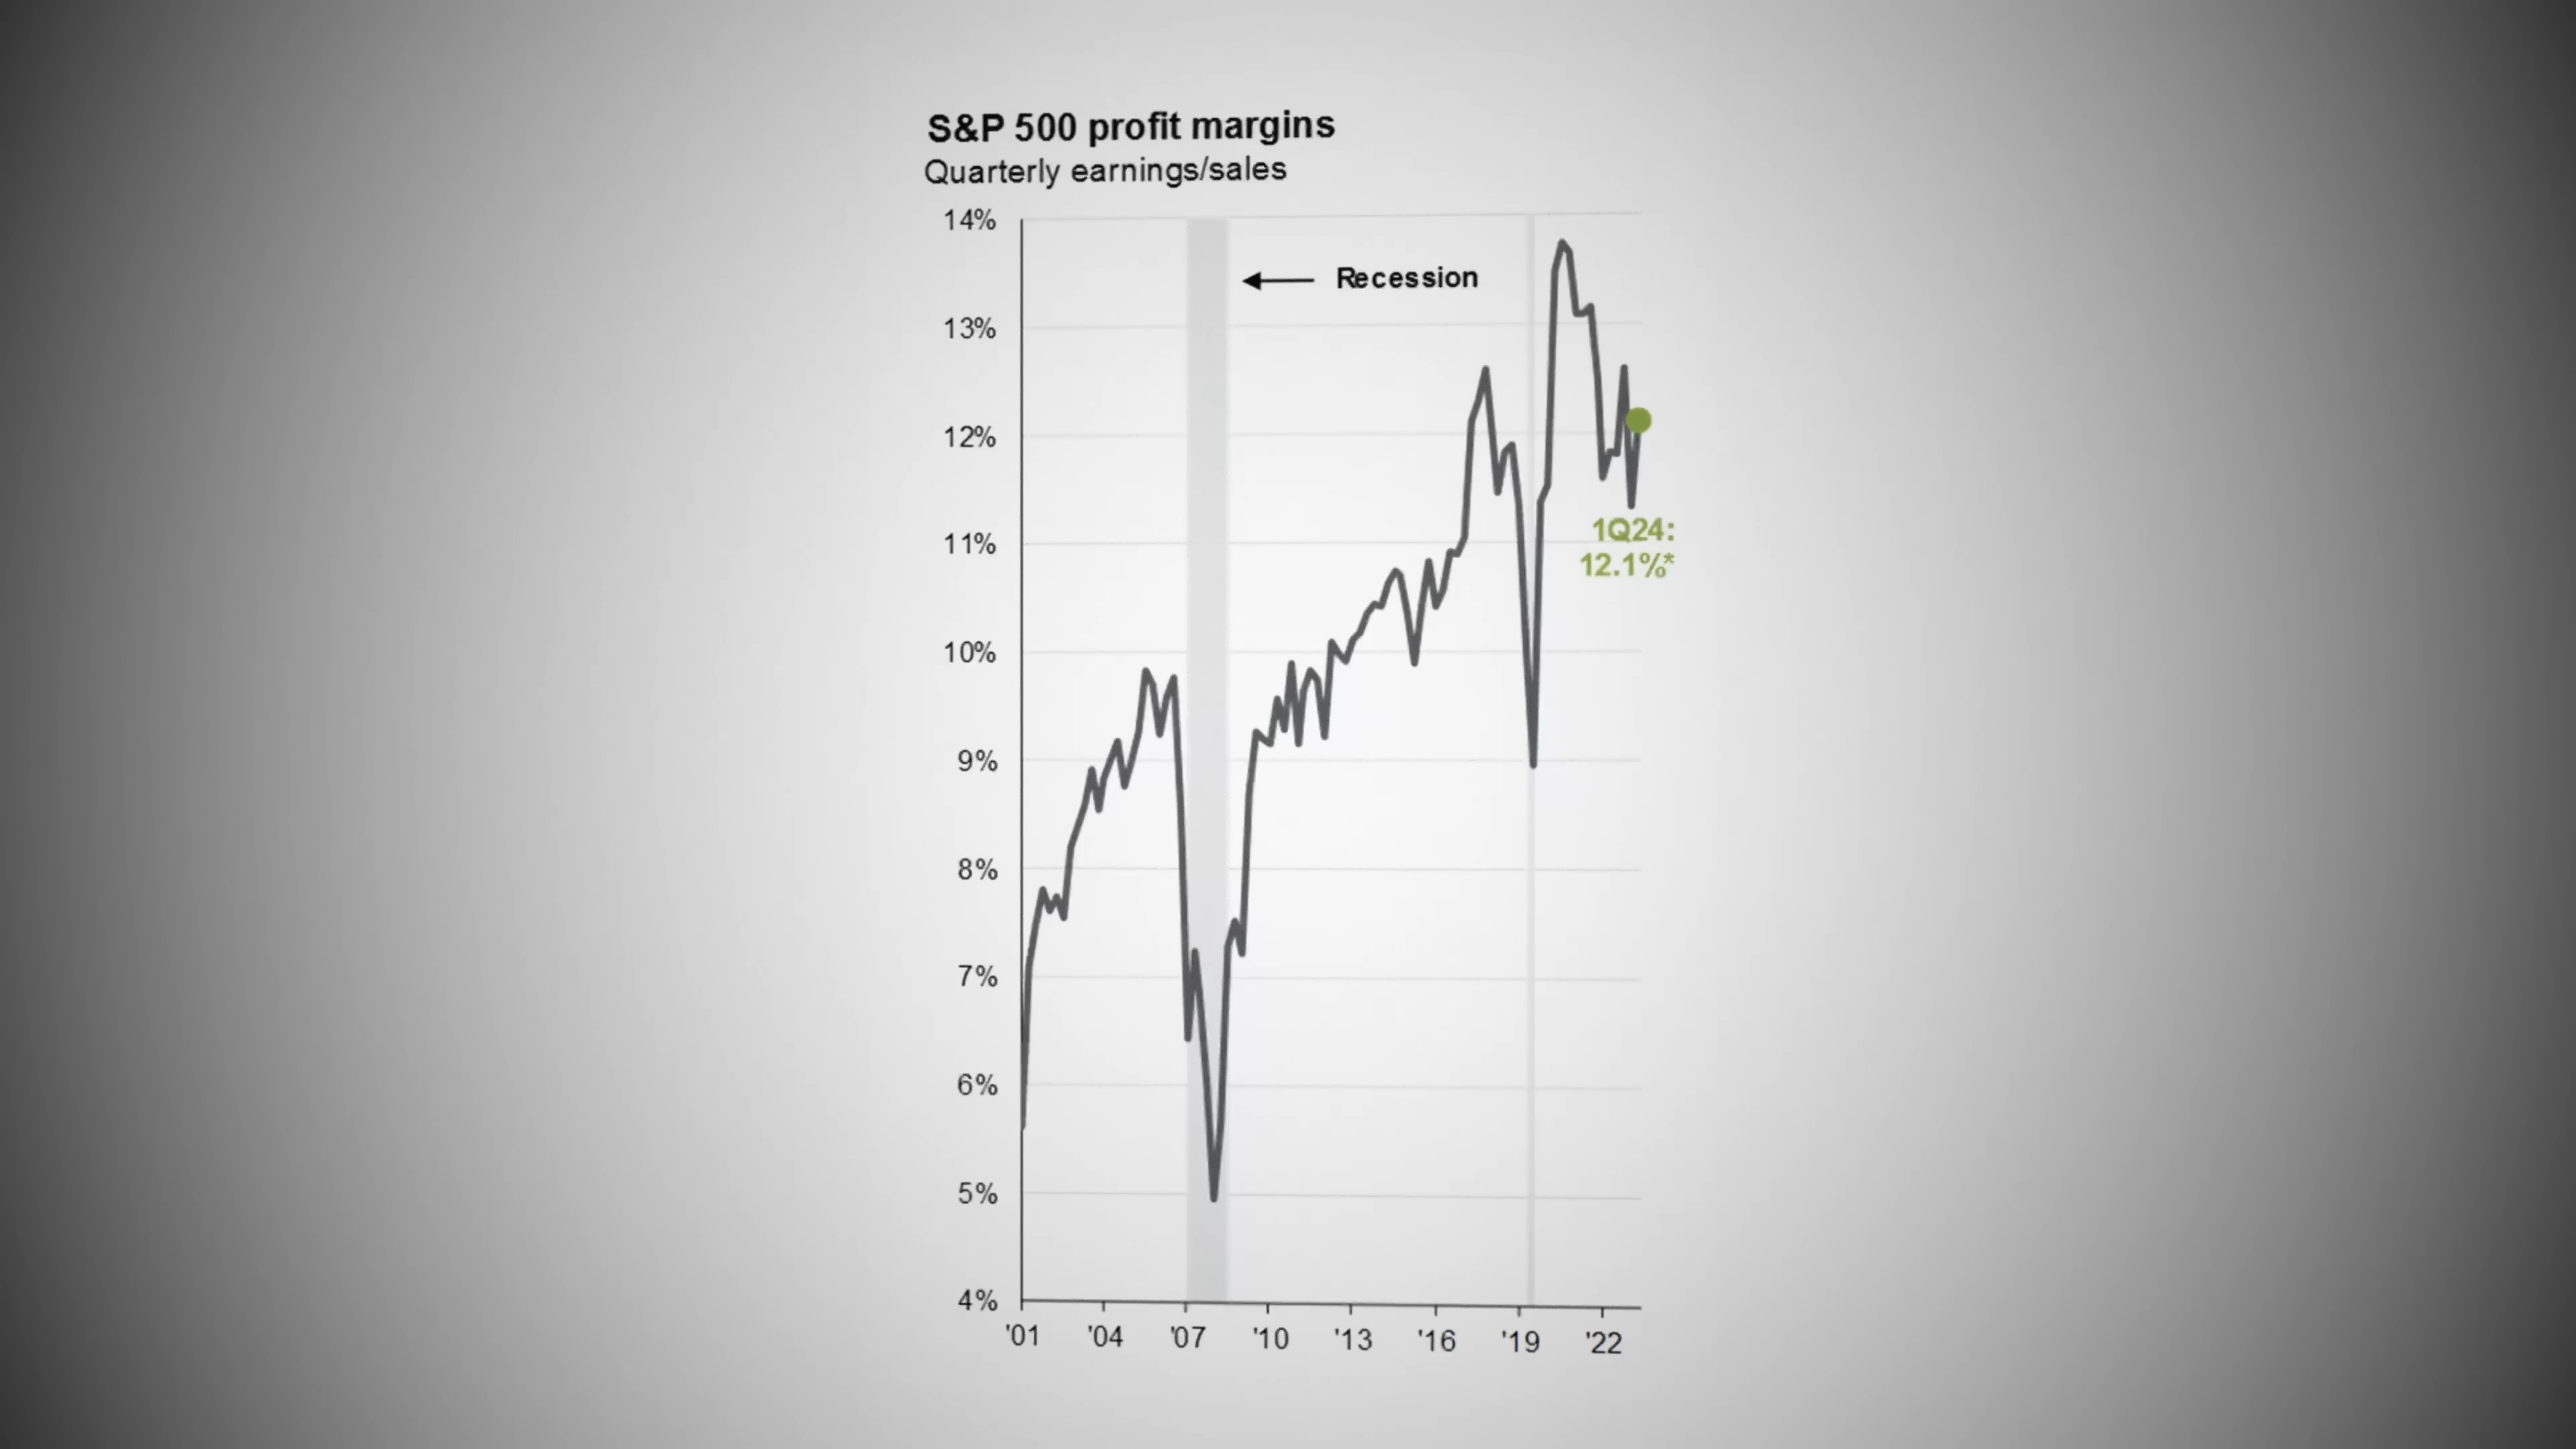 S&P 500 profit margins
Quarterly earnings/sales
14%
13%
12%
11%
10%
9%
8%
7%
6%
5%
4%
Recession
1Q24:
12.1%*
'01 '04 '07 '10 '13 '16 '19 '22